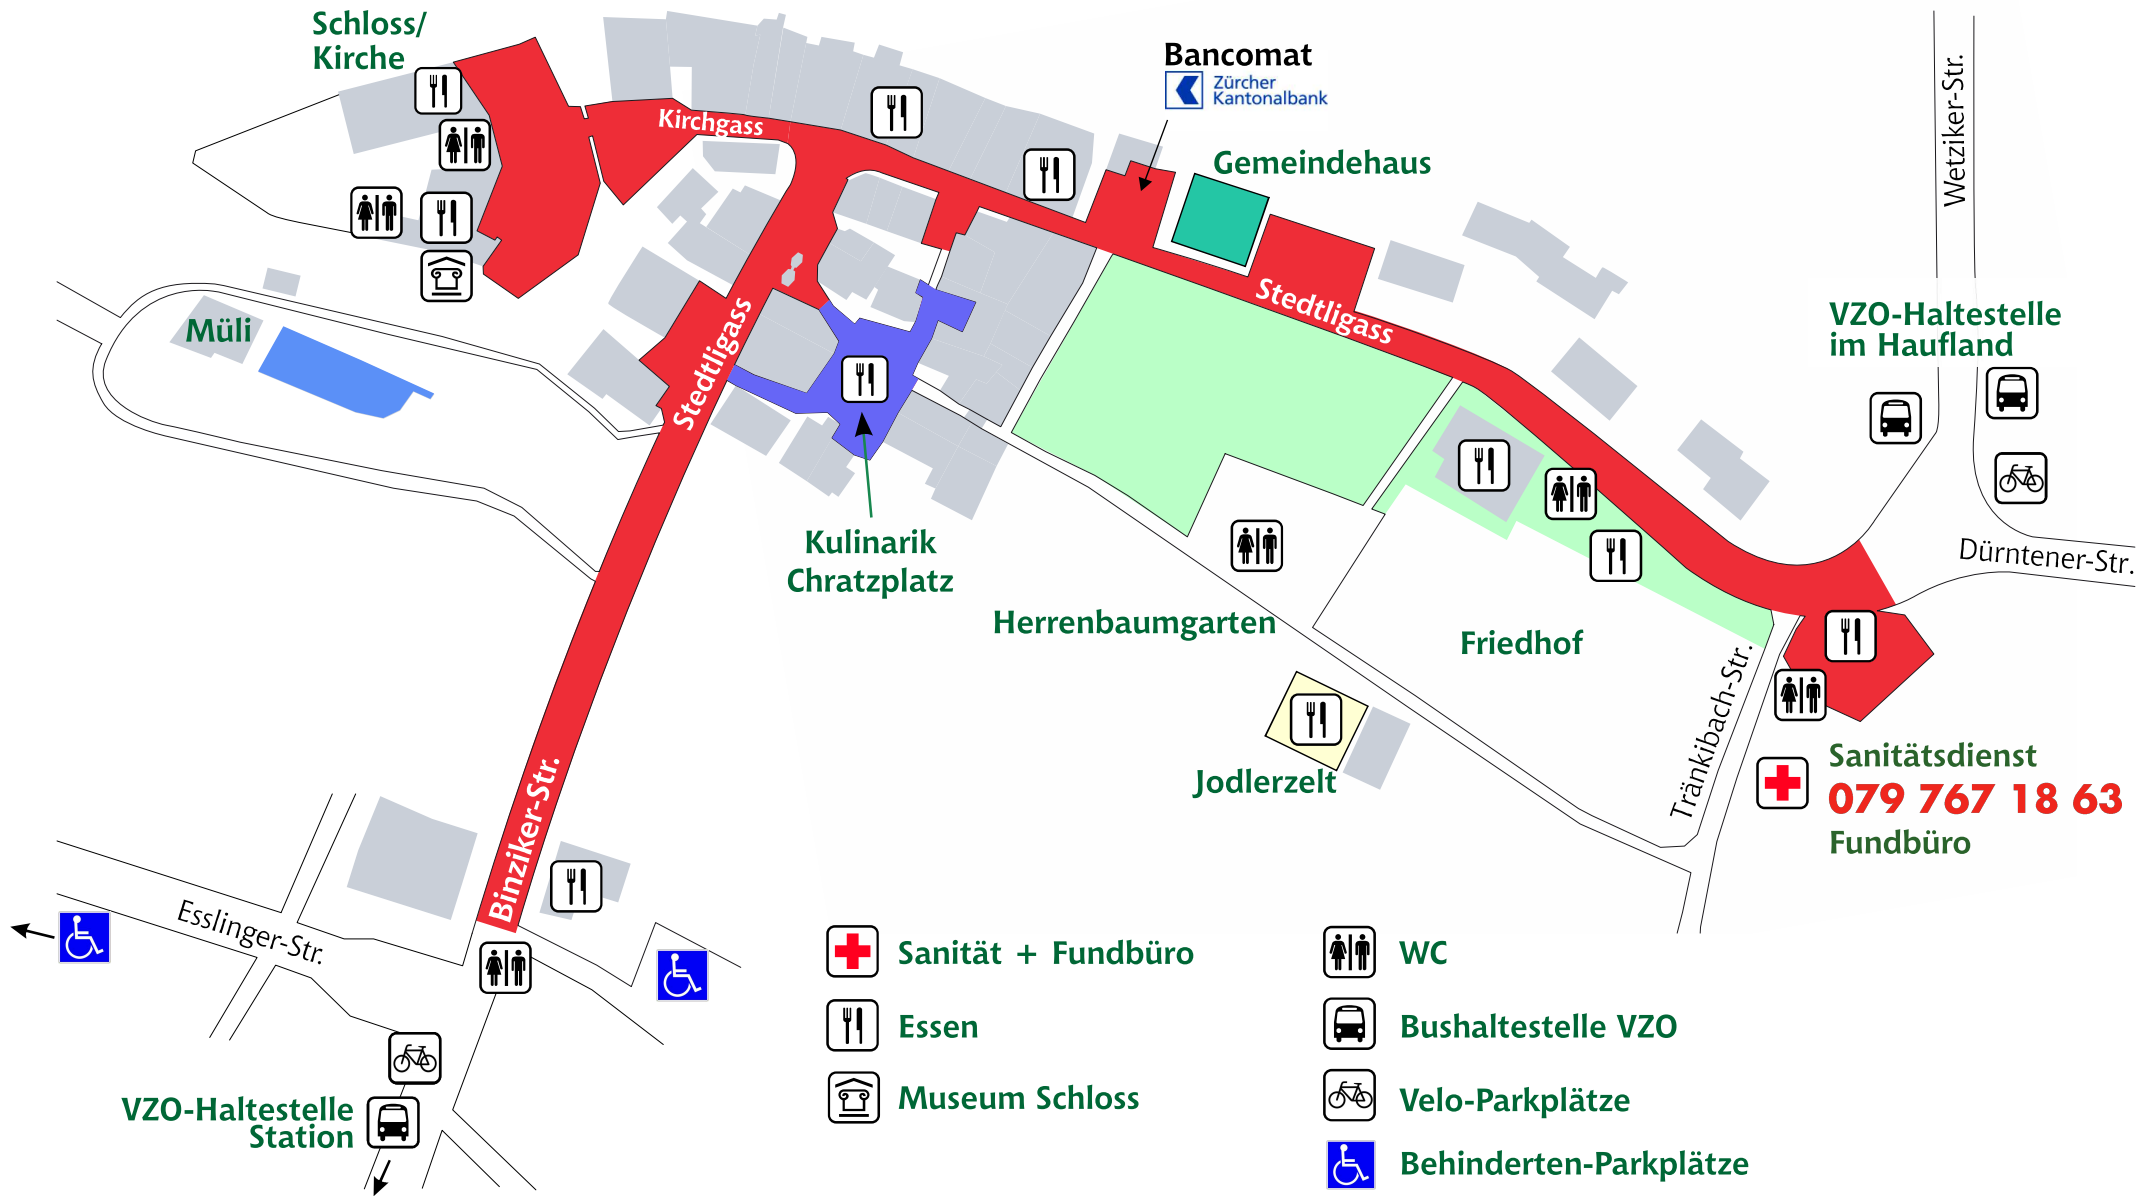 Schloss/
Kirche
Bancomat
Zürcher
Kantonalbank
Kirchgass
Gemeindehaus
Wetziker-Str.
Müli
Stedtligass
Stedtligass
VZO-Haltestelle
im Haufland
Kulinarik
Chratzplatz
Dürntener-Str.
Herrenbaumgarten
Friedhof
Tränkibach-Str.
Jodlerzelt
Sanitätsdienst
079 767 18 63
Fundbüro
Binziker-Str.
Esslinger-Str.
VZO-Haltestelle
Station
Sanität + Fundbüro
Essen
Museum Schloss
WC
Bushaltestelle VZO
Velo-Parkplätze
Behinderten-Parkplätze